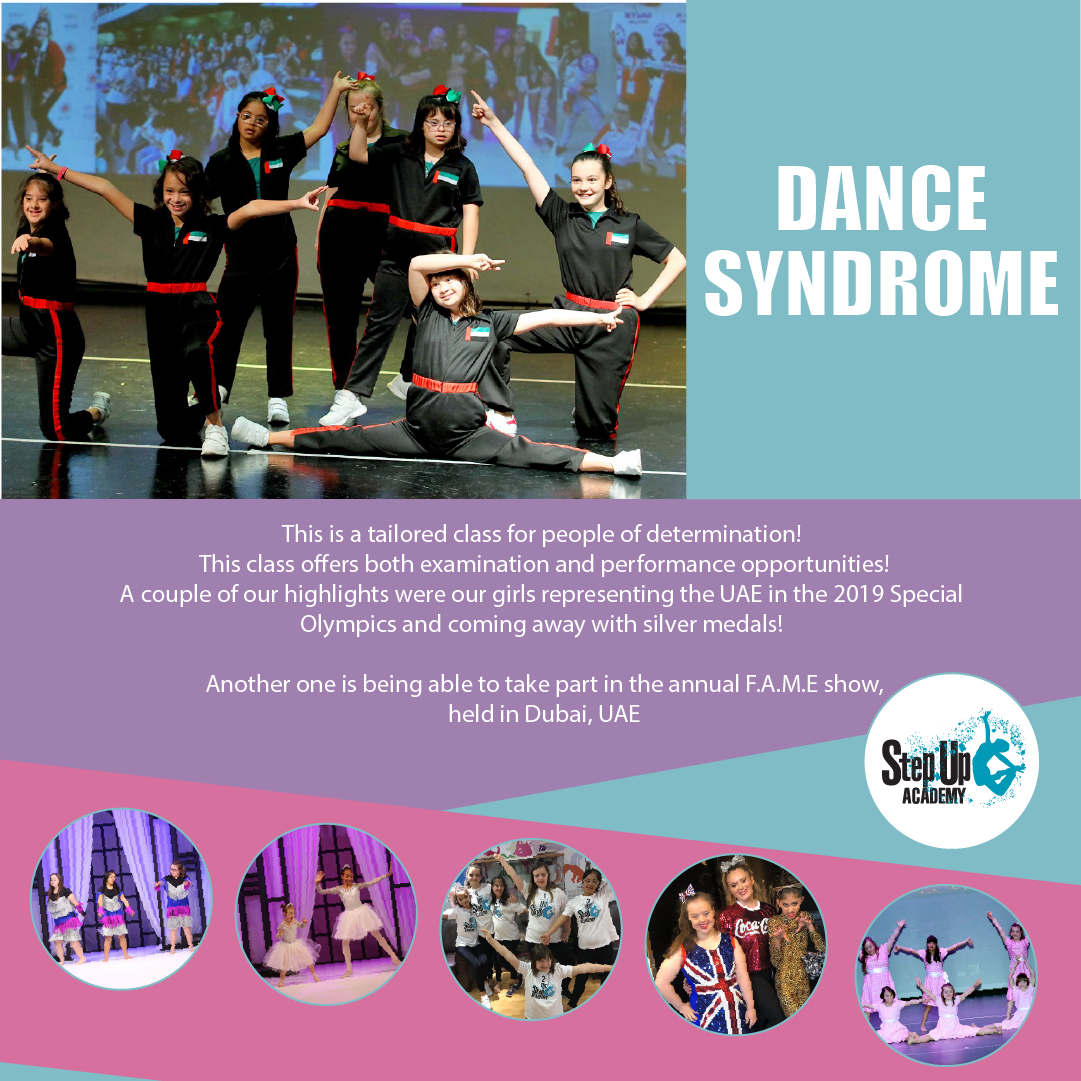 DANCE
SYNDROME
This is a tailored class for people of determination!
This class offers both examination and performance opportunities!
A couple of our highlights were our girls representing the UAE in the 2019 Special
Olympics and coming away with silver medals!
Another one is being able to take part in the annual F.A.M.E show,
held in Dubai, UAE
Step Up
ACADEMY
Coca-C